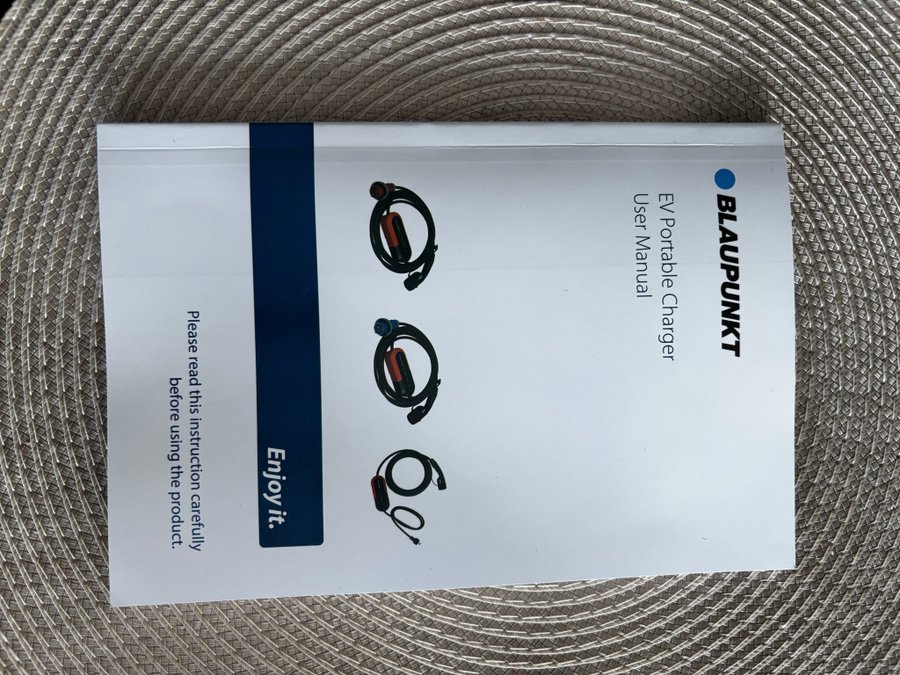 BLAUPUNKT
EV Portable Charger
User Manual
Enjoy it.
Please read this instruction carefully
before using the product.